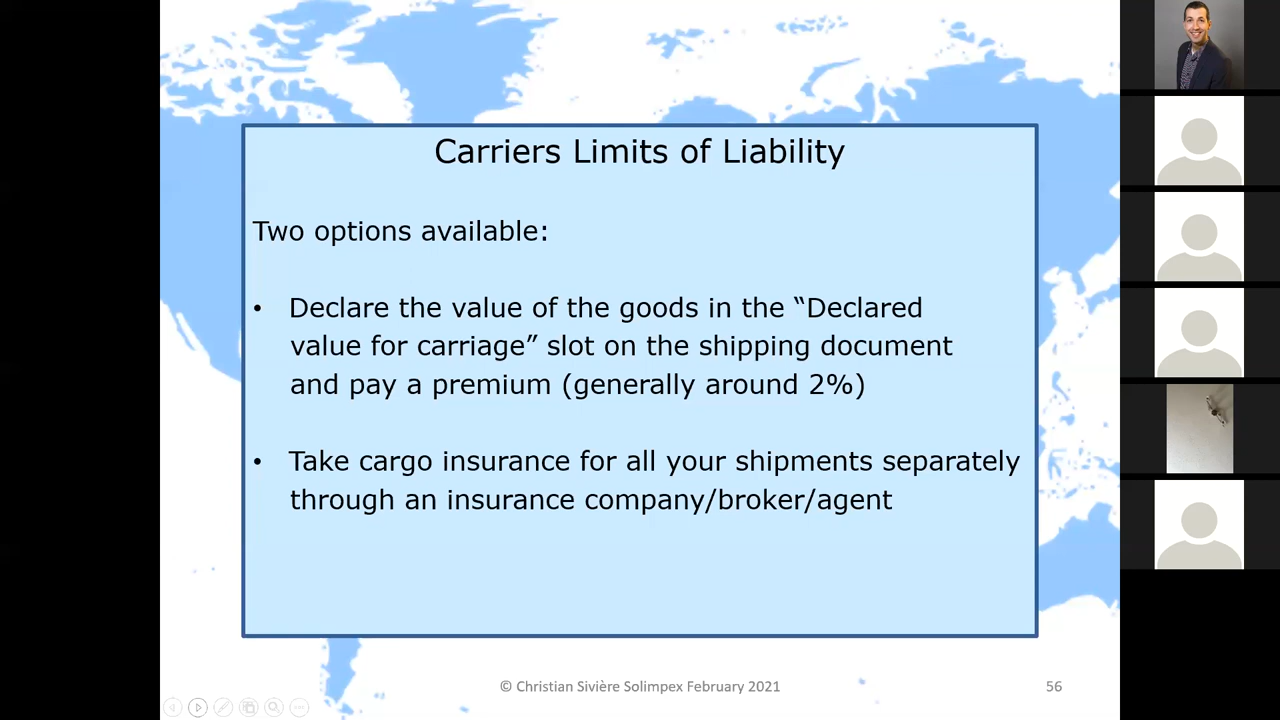 Carriers Limits of Liability
Two options available:
• Declare the value of the goods in the “Declared
value for carriage” slot on the shipping document
and pay a premium (generally around 2%)
• Take cargo insurance for all your shipments separately
through an insurance company/broker/agent
© Christian Sivière Solimpex February 2021
56